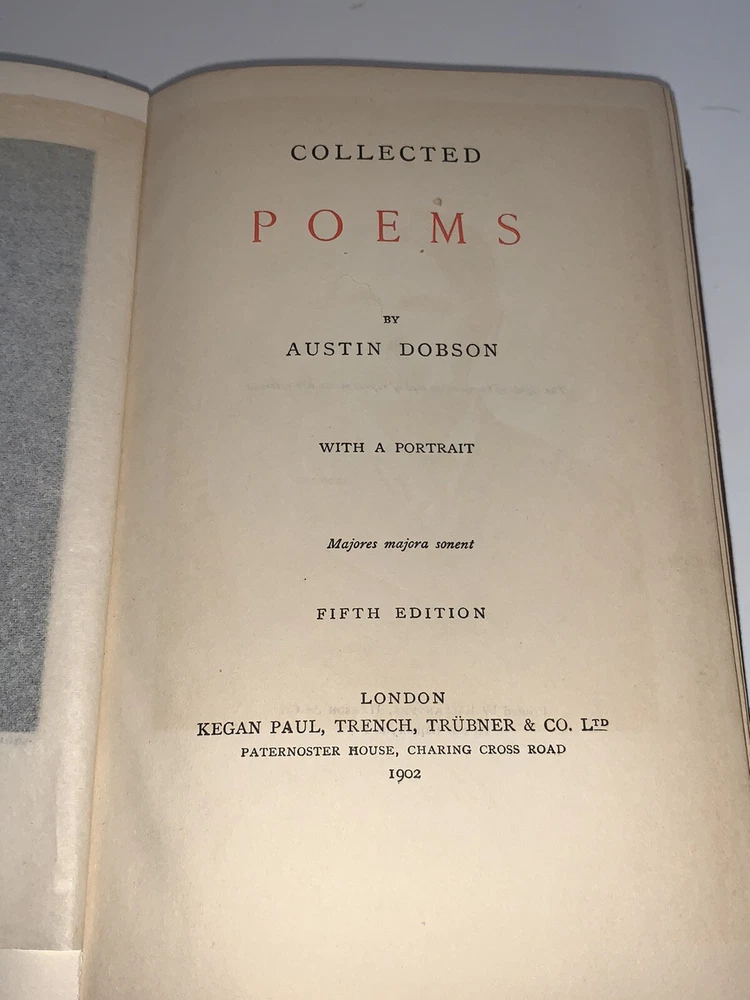 COLLECTED
POEMS
BY
AUSTIN DOBSON
WITH A PORTRAIT
Majores majora sonent
FIFTH EDITION
LONDON
KEGAN PAUL, TRENCH, TRÜBNER & CO. LTD
PATERNOSTER HOUSE, CHARING CROSS ROAD
1902